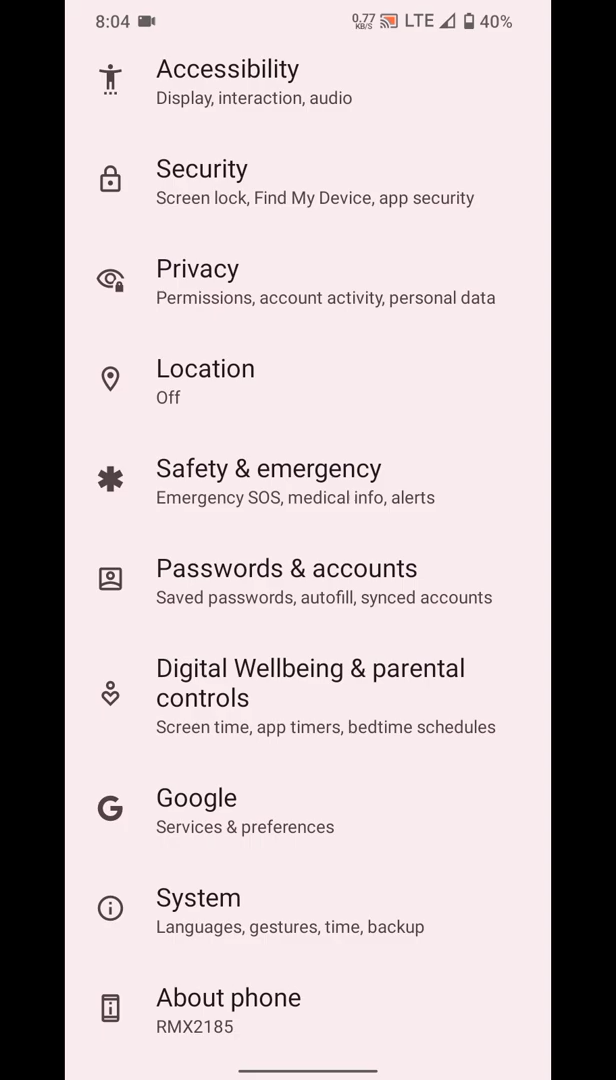 8:04 0.77 KB/S LTE 40%
Accessibility
Display, interaction, audio
Security
Screen lock, Find My Device, app security
Privacy
Permissions, account activity, personal data
Location
Off
Safety & emergency
Emergency SOS, medical info, alerts
Passwords & accounts
Saved passwords, autofill, synced accounts
Digital Wellbeing & parental
controls
Screen time, app timers, bedtime schedules
Google
Services & preferences
System
Languages, gestures, time, backup
About phone
RMX2185